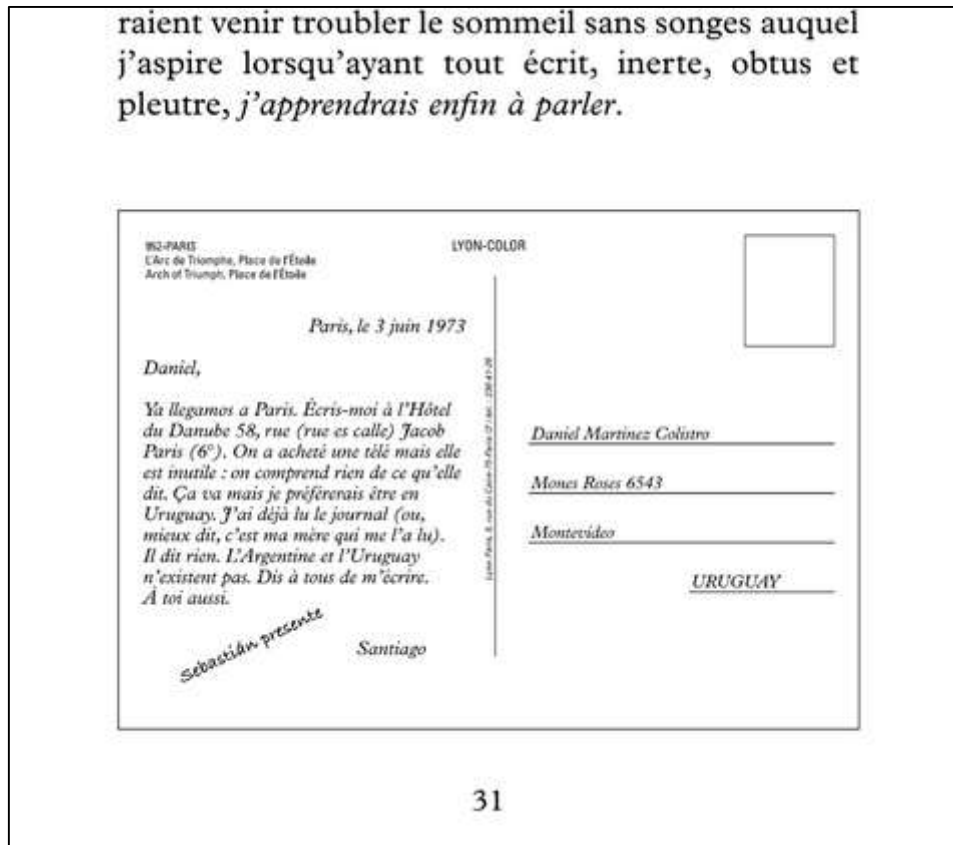 raient venir troubler le sommeil sans songes auquel
j'aspire lorsqu'ayant tout écrit, inerte, obtus et
pleutre, j'apprendrais enfin à parler.
952-PARIS
L'Arc de Triomphe, Place de l'Étoile
Arch of Triumph, Place de l'Étoile
LYON-COLOR
Paris, le 3 juin 1973
Daniel,
Ya llegamos a Paris. Écris-moi à l'Hôtel
du Danube 58, rue (rue es calle) Jacob
Paris (6°). On a acheté une télé mais elle
est inutile : on comprend rien de ce qu'elle
dit. Ça va mais je préférerais être en
Uruguay. J'ai déjà lu le journal (ou,
mieux dit, c'est ma mère qui me l'a lu).
Il dit rien. L'Argentine et l'Uruguay
n'existent pas. Dis à tous de m'écrire.
À toi aussi.
Sebastián presente
Santiago
Daniel Martinez Colistro
Mones Roses 6543
Montevideo
URUGUAY
31